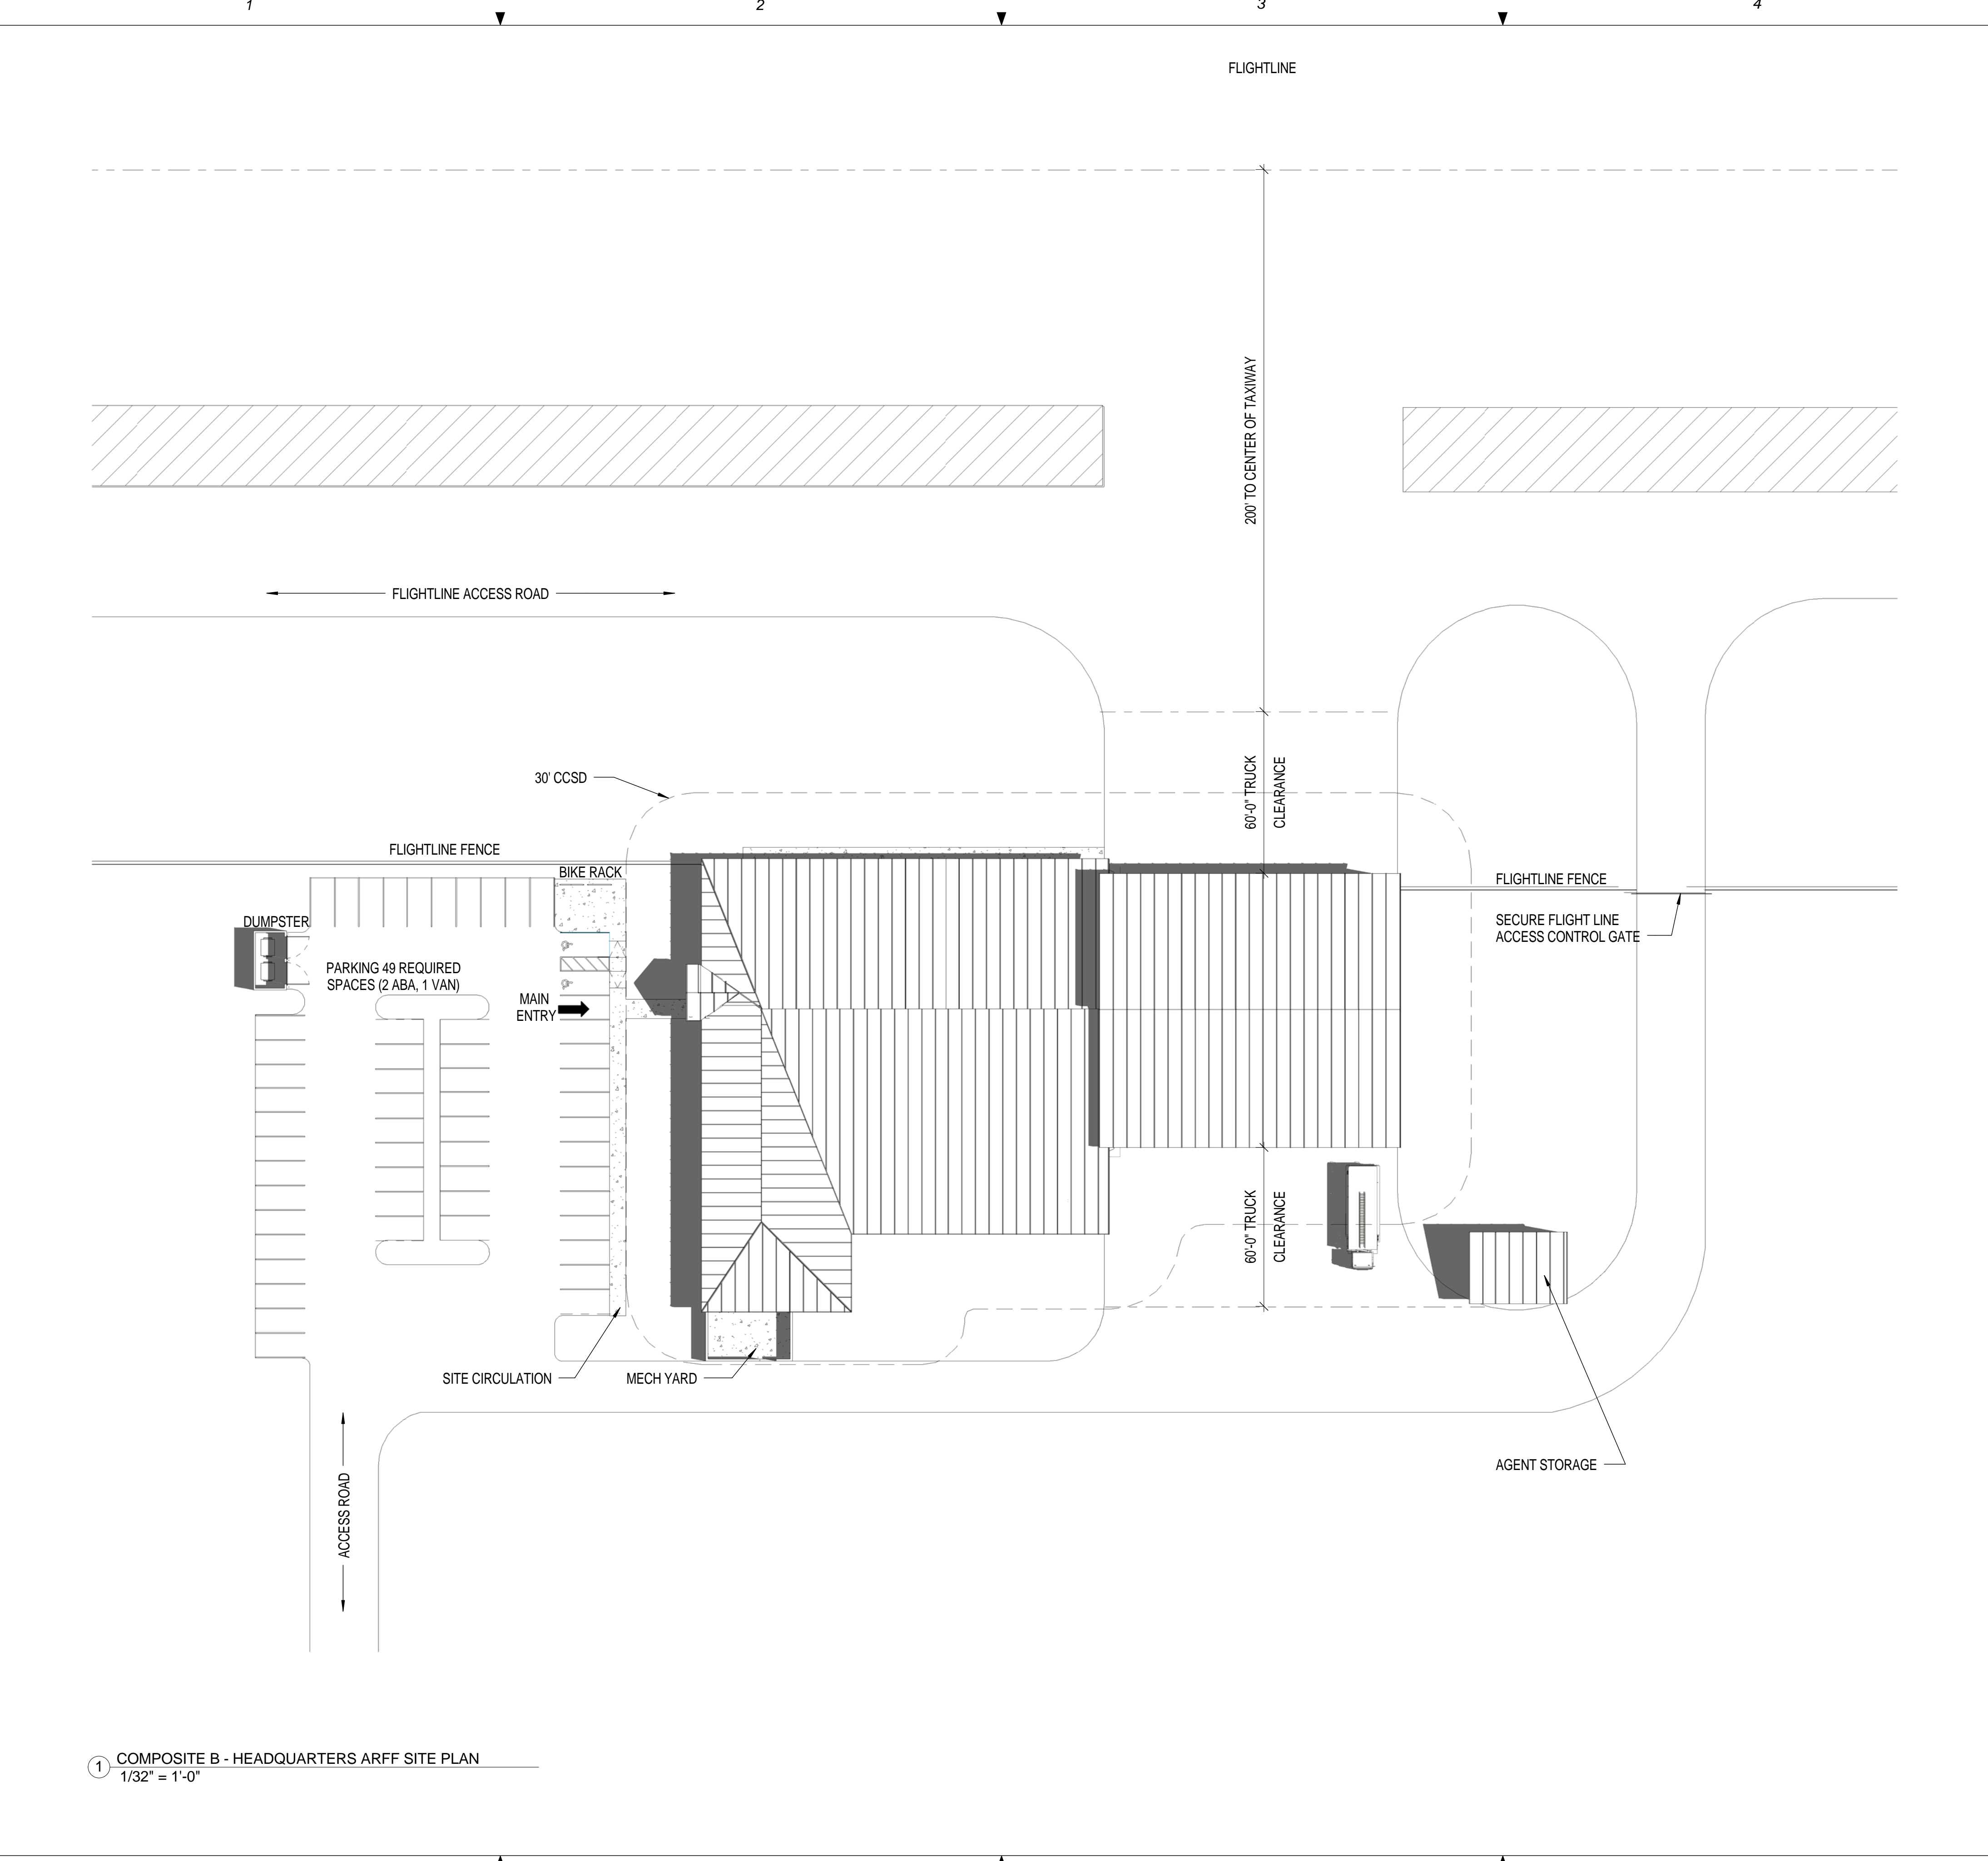 1 2 3 4
FLIGHTLINE
200' TO CENTER OF TAXIWAY
FLIGHTLINE ACCESS ROAD
30' CCSD
60'-0" TRUCK
CLEARANCE
FLIGHTLINE FENCE
BIKE RACK
FLIGHTLINE FENCE
DUMPSTER
SECURE FLIGHT LINE
ACCESS CONTROL GATE
PARKING 49 REQUIRED
SPACES (2 ABA, 1 VAN)
MAIN
ENTRY
60'-0" TRUCK
CLEARANCE
SITE CIRCULATION
MECH YARD
AGENT STORAGE
ACCESS ROAD
1 COMPOSITE B - HEADQUARTERS ARFF SITE PLAN
1/32" = 1'-0"